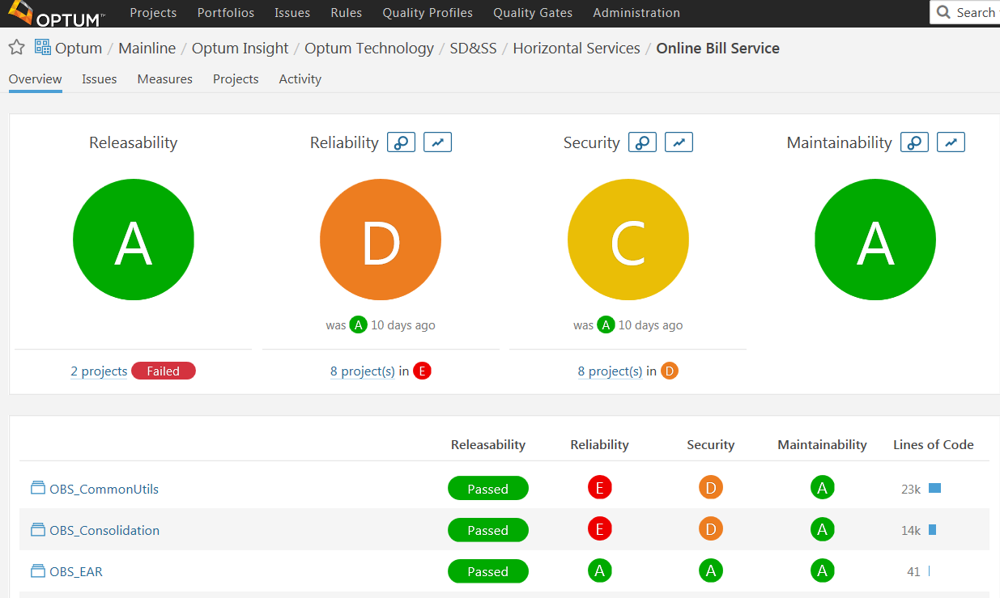 OPTUM™ Projects Portfolios Issues Rules Quality Profiles Quality Gates Administration Search
Optum / Mainline / Optum Insight / Optum Technology / SD&SS / Horizontal Services / Online Bill Service
Overview Issues Measures Projects Activity
Releasability Reliability Security Maintainability
A D C A
was A 10 days ago was A 10 days ago
2 projects Failed 8 project(s) in E 8 project(s) in D
Releasability Reliability Security Maintainability Lines of Code
OBS_CommonUtils Passed E D A 23k
OBS_Consolidation Passed E D A 14k
OBS_EAR Passed A A A 41